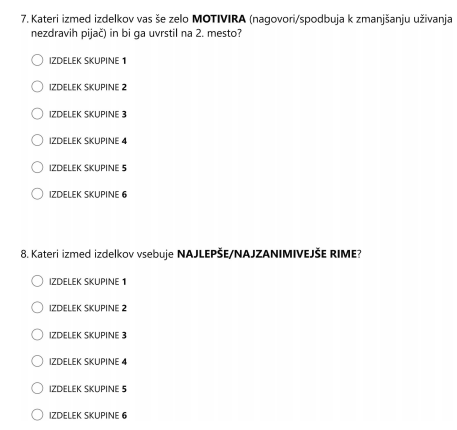 7. Kateri izmed izdelkov vas še zelo MOTIVIRA (nagovori/spodbuja k zmanjšanju uživanja
nezdravih pijač) in bi ga uvrstil na 2. mesto?
IZDELEK SKUPINE 1
IZDELEK SKUPINE 2
IZDELEK SKUPINE 3
IZDELEK SKUPINE 4
IZDELEK SKUPINE 5
IZDELEK SKUPINE 6
8. Kateri izmed izdelkov vsebuje NAJLEPŠE/NAJZANIMIVEJŠE RIME?
IZDELEK SKUPINE 1
IZDELEK SKUPINE 2
IZDELEK SKUPINE 3
IZDELEK SKUPINE 4
IZDELEK SKUPINE 5
IZDELEK SKUPINE 6